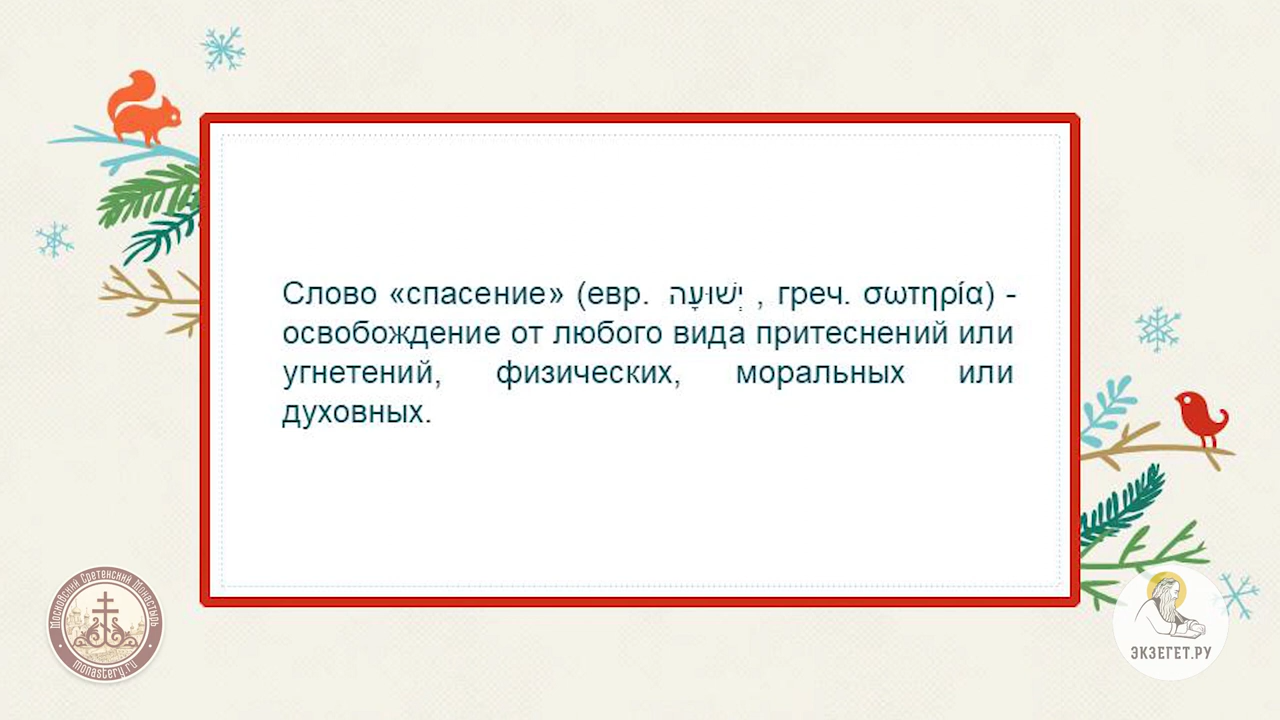 Слово «спасение» (евр. יְשׁוּעָה , греч. σωτηρία) -
освобождение от любого вида притеснений или
угнетений, физических, моральных или
духовных.
Московский Сретенский Монастырь
monastery.ru
ЭКЗЕГЕТ.РУ